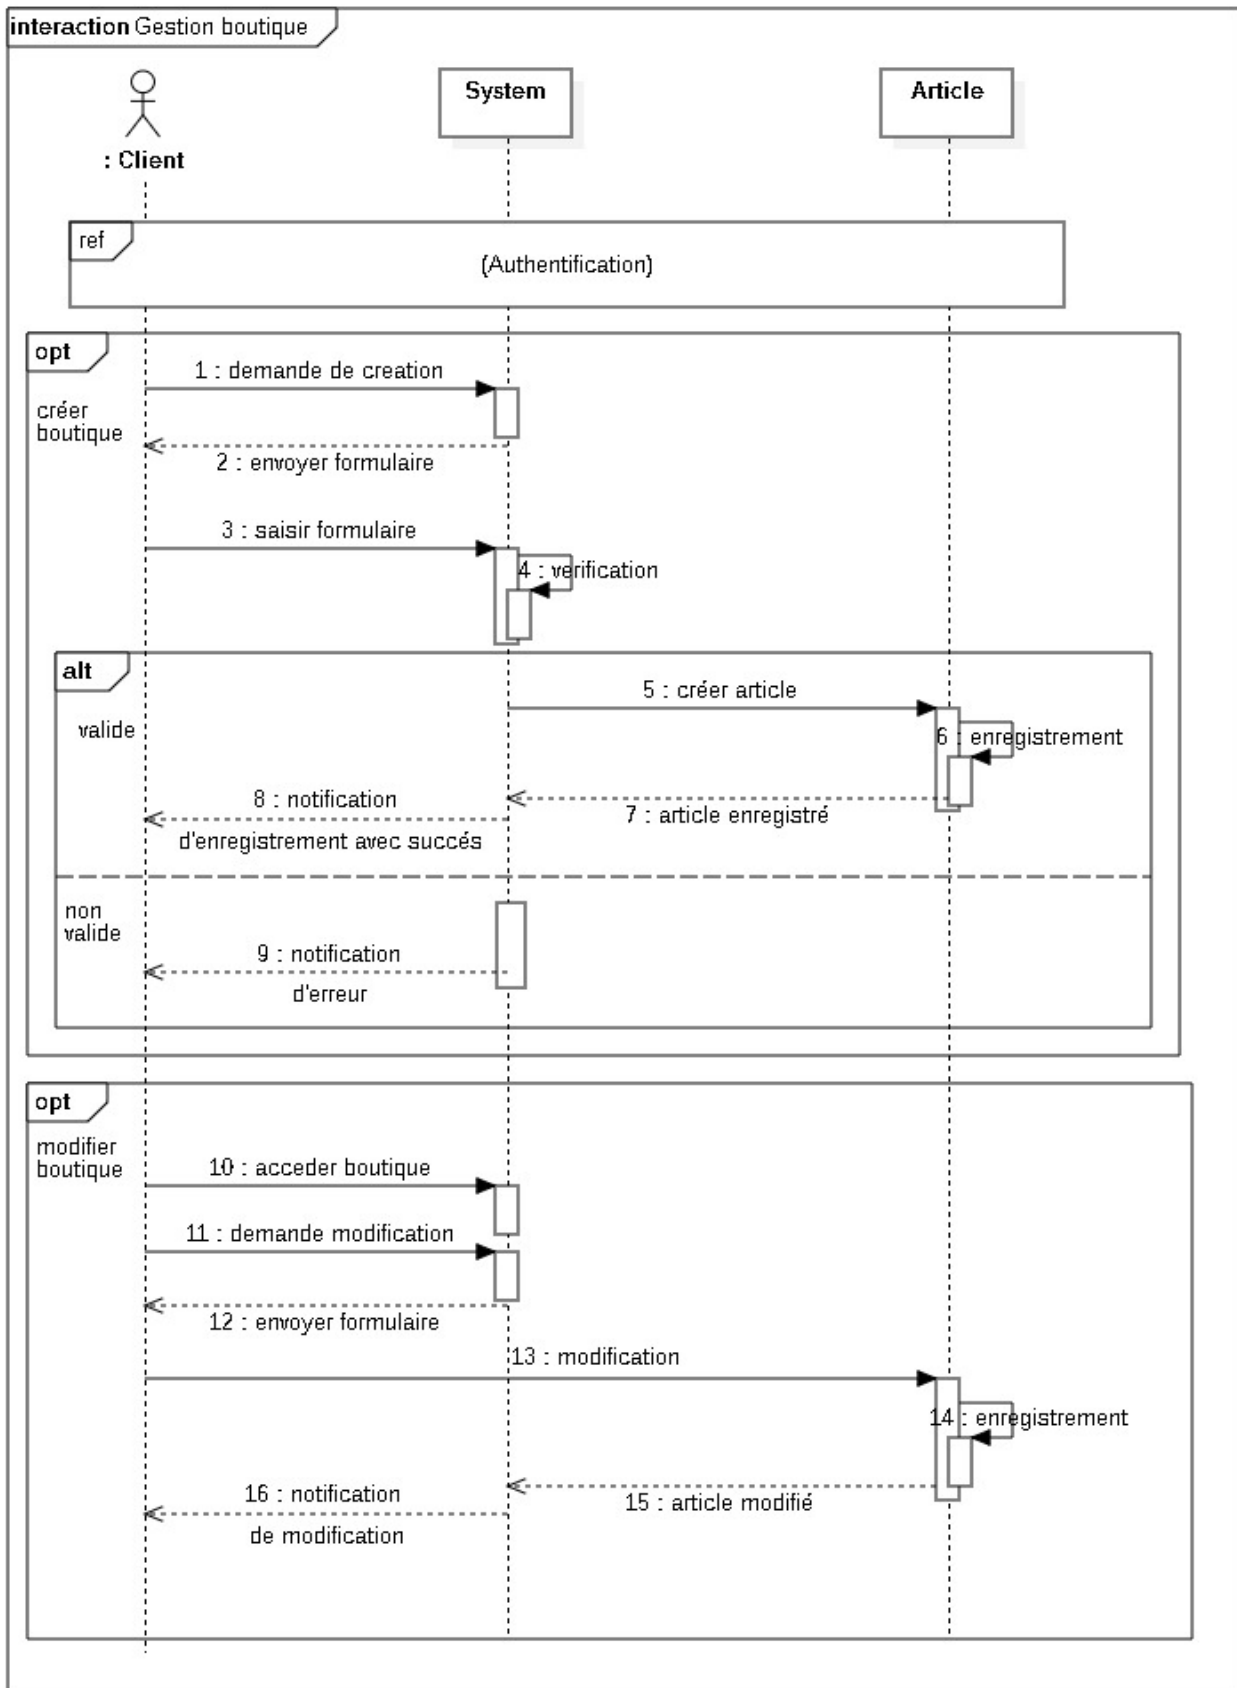 interaction Gestion boutique
System
Article
: Client
ref
(Authentification)
opt
1 : demande de creation
créer
boutique
2 : envoyer formulaire
3 : saisir formulaire
4 : verification
alt
5 : créer article
valide
6 : enregistrement
8 : notification
7 : article enregistré
d'enregistrement avec succés
non
valide
9 : notification
d'erreur
opt
modifier
boutique
10 : acceder boutique
11 : demande modification
12 : envoyer formulaire
13 : modification
14 : enregistrement
16 : notification
15 : article modifié
de modification